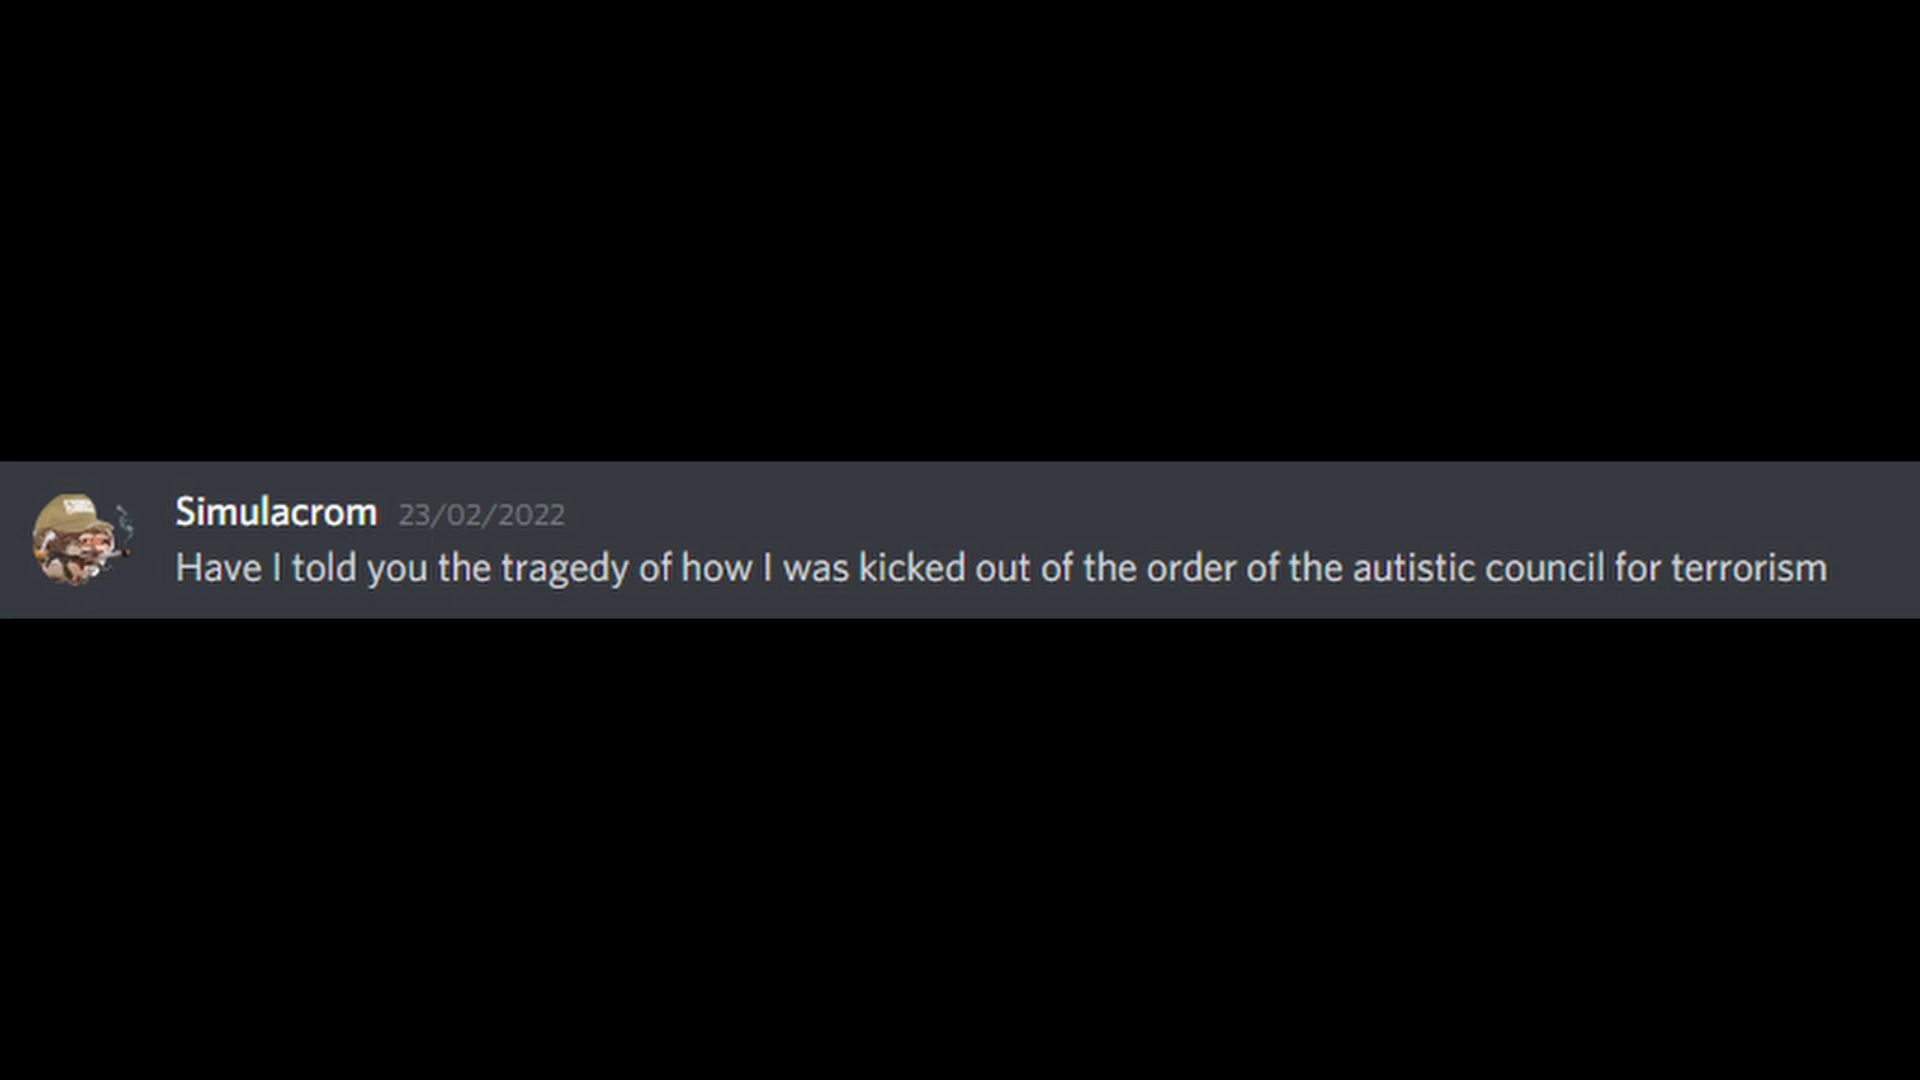 Simulacrom 23/02/2022
Have I told you the tragedy of how I was kicked out of the order of the autistic council for terrorism